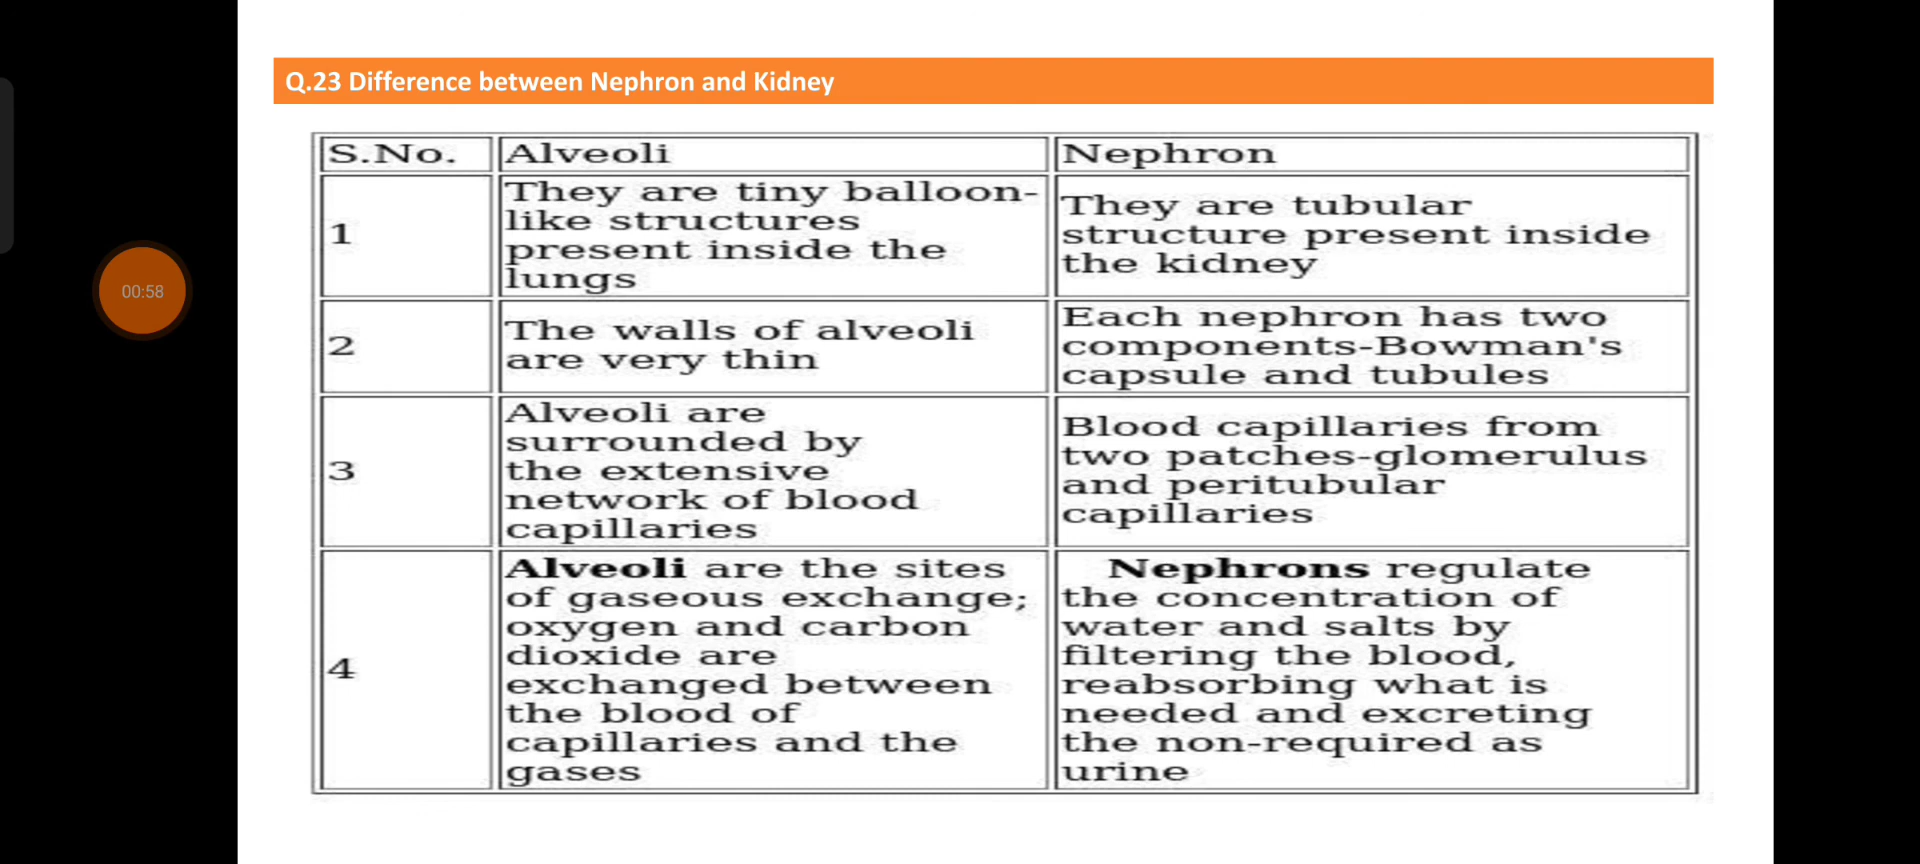 Q.23 Difference between Nephron and Kidney
S.No.
Alveoli
Nephron
1
They are tiny balloon-
like structures
present inside the
lungs
They are tubular
structure present inside
the kidney
2
The walls of alveoli
are very thin
Each nephron has two
components-Bowman's
capsule and tubules
3
Alveoli are
surrounded by
the extensive
network of blood
capillaries
Blood capillaries from
two patches-glomerulus
and peritubular
capillaries
4
Alveoli are the sites
of gaseous exchange;
oxygen and carbon
dioxide are
exchanged between
the blood of
capillaries and the
gases
Nephrons regulate
the concentration of
water and salts by
filtering the blood,
reabsorbing what is
needed and excreting
the non-required as
urine
00:58